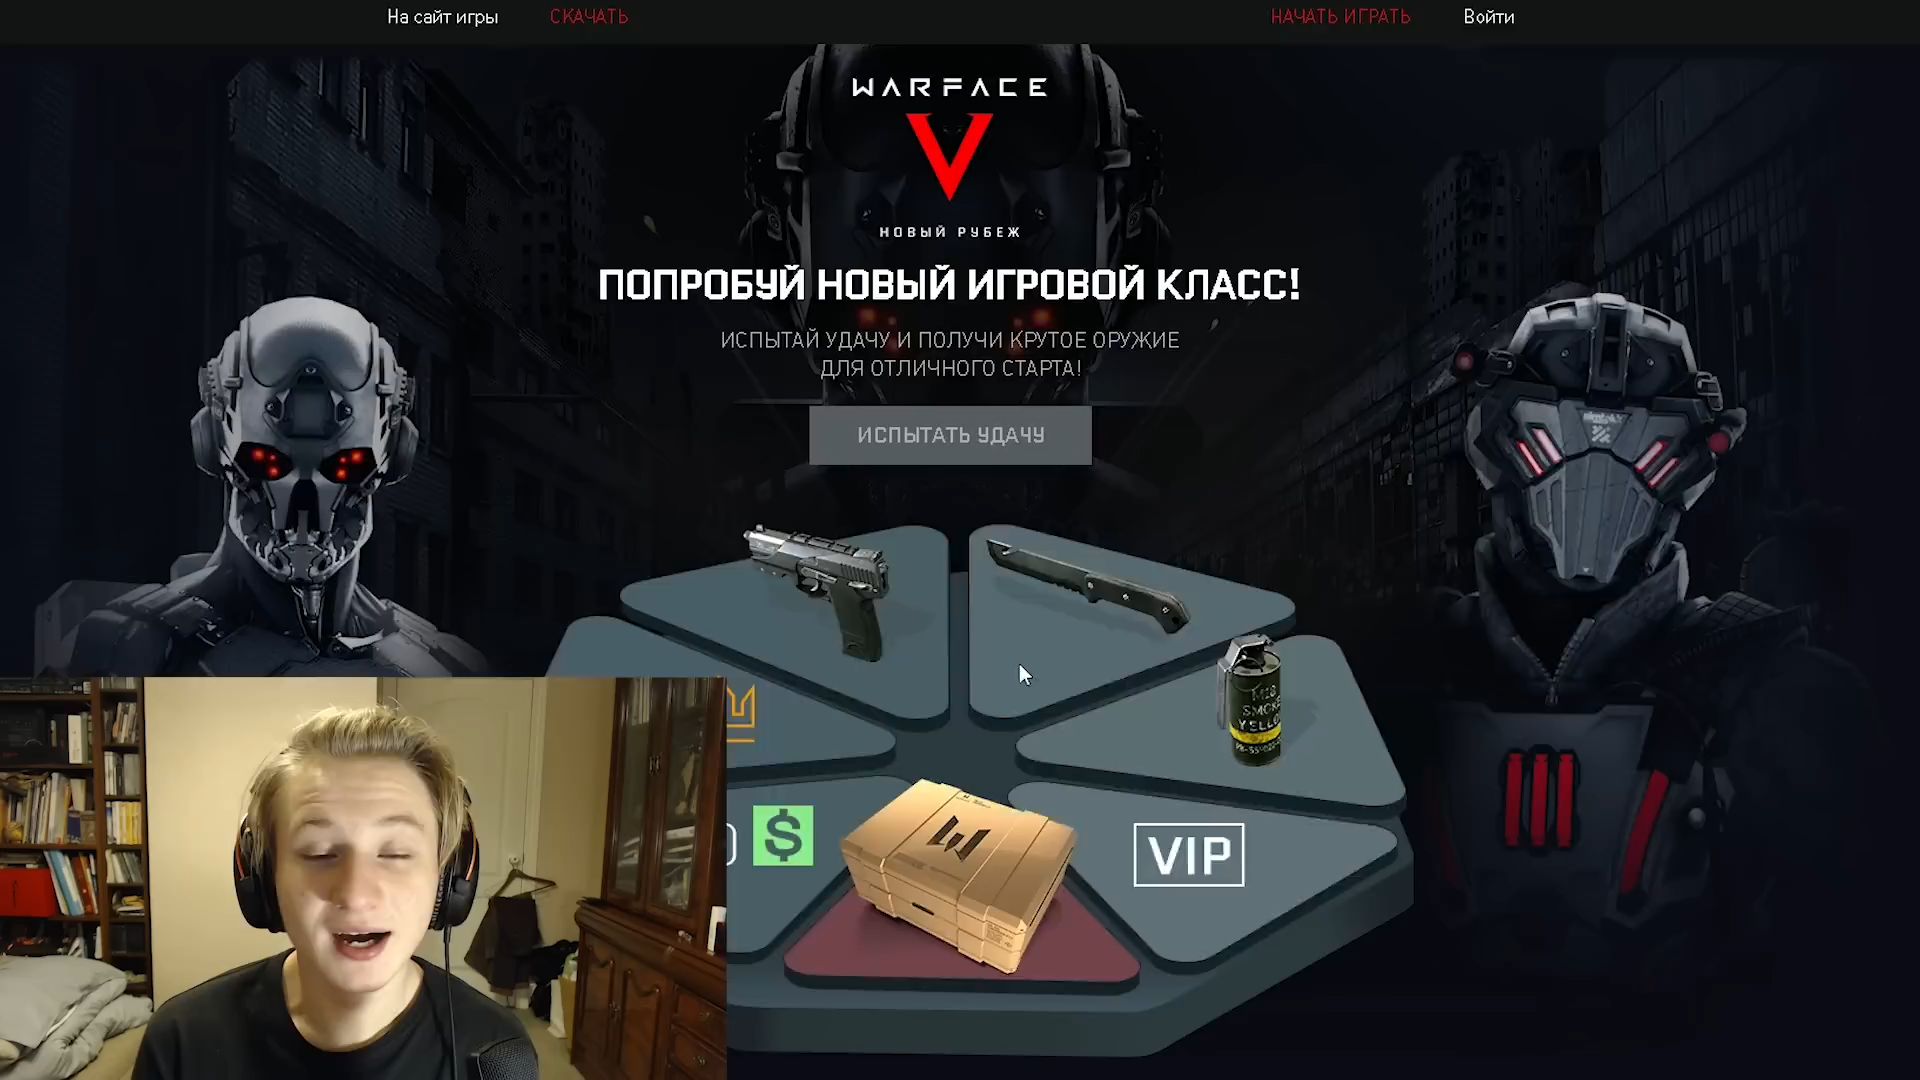 На сайт игры
СКАЧАТЬ
НАЧАТЬ ИГРАТЬ
Войти
WARFACE
НОВЫЙ РУБЕЖ
ПОПРОБУЙ НОВЫЙ ИГРОВОЙ КЛАСС!
ИСПЫТАЙ УДАЧУ И ПОЛУЧИ КРУТОЕ ОРУЖИЕ
ДЛЯ ОТЛИЧНОГО СТАРТА!
ИСПЫТАТЬ УДАЧУ
M18
SMOKE
$
VIP